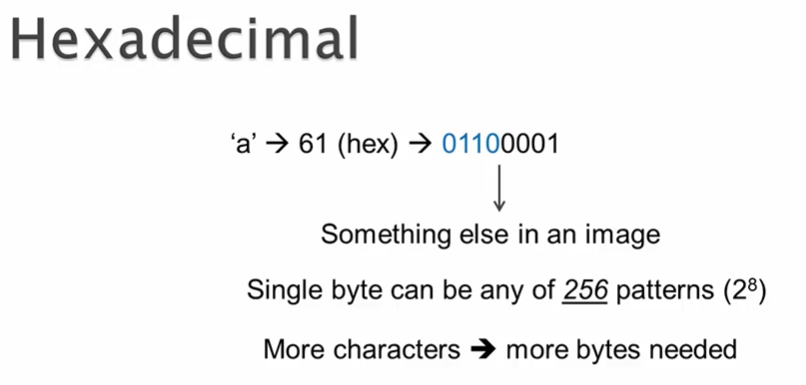 Hexadecimal
‘a’ → 61 (hex) → 01100001
Something else in an image
Single byte can be any of 256 patterns (2⁸)
More characters ➔ more bytes needed